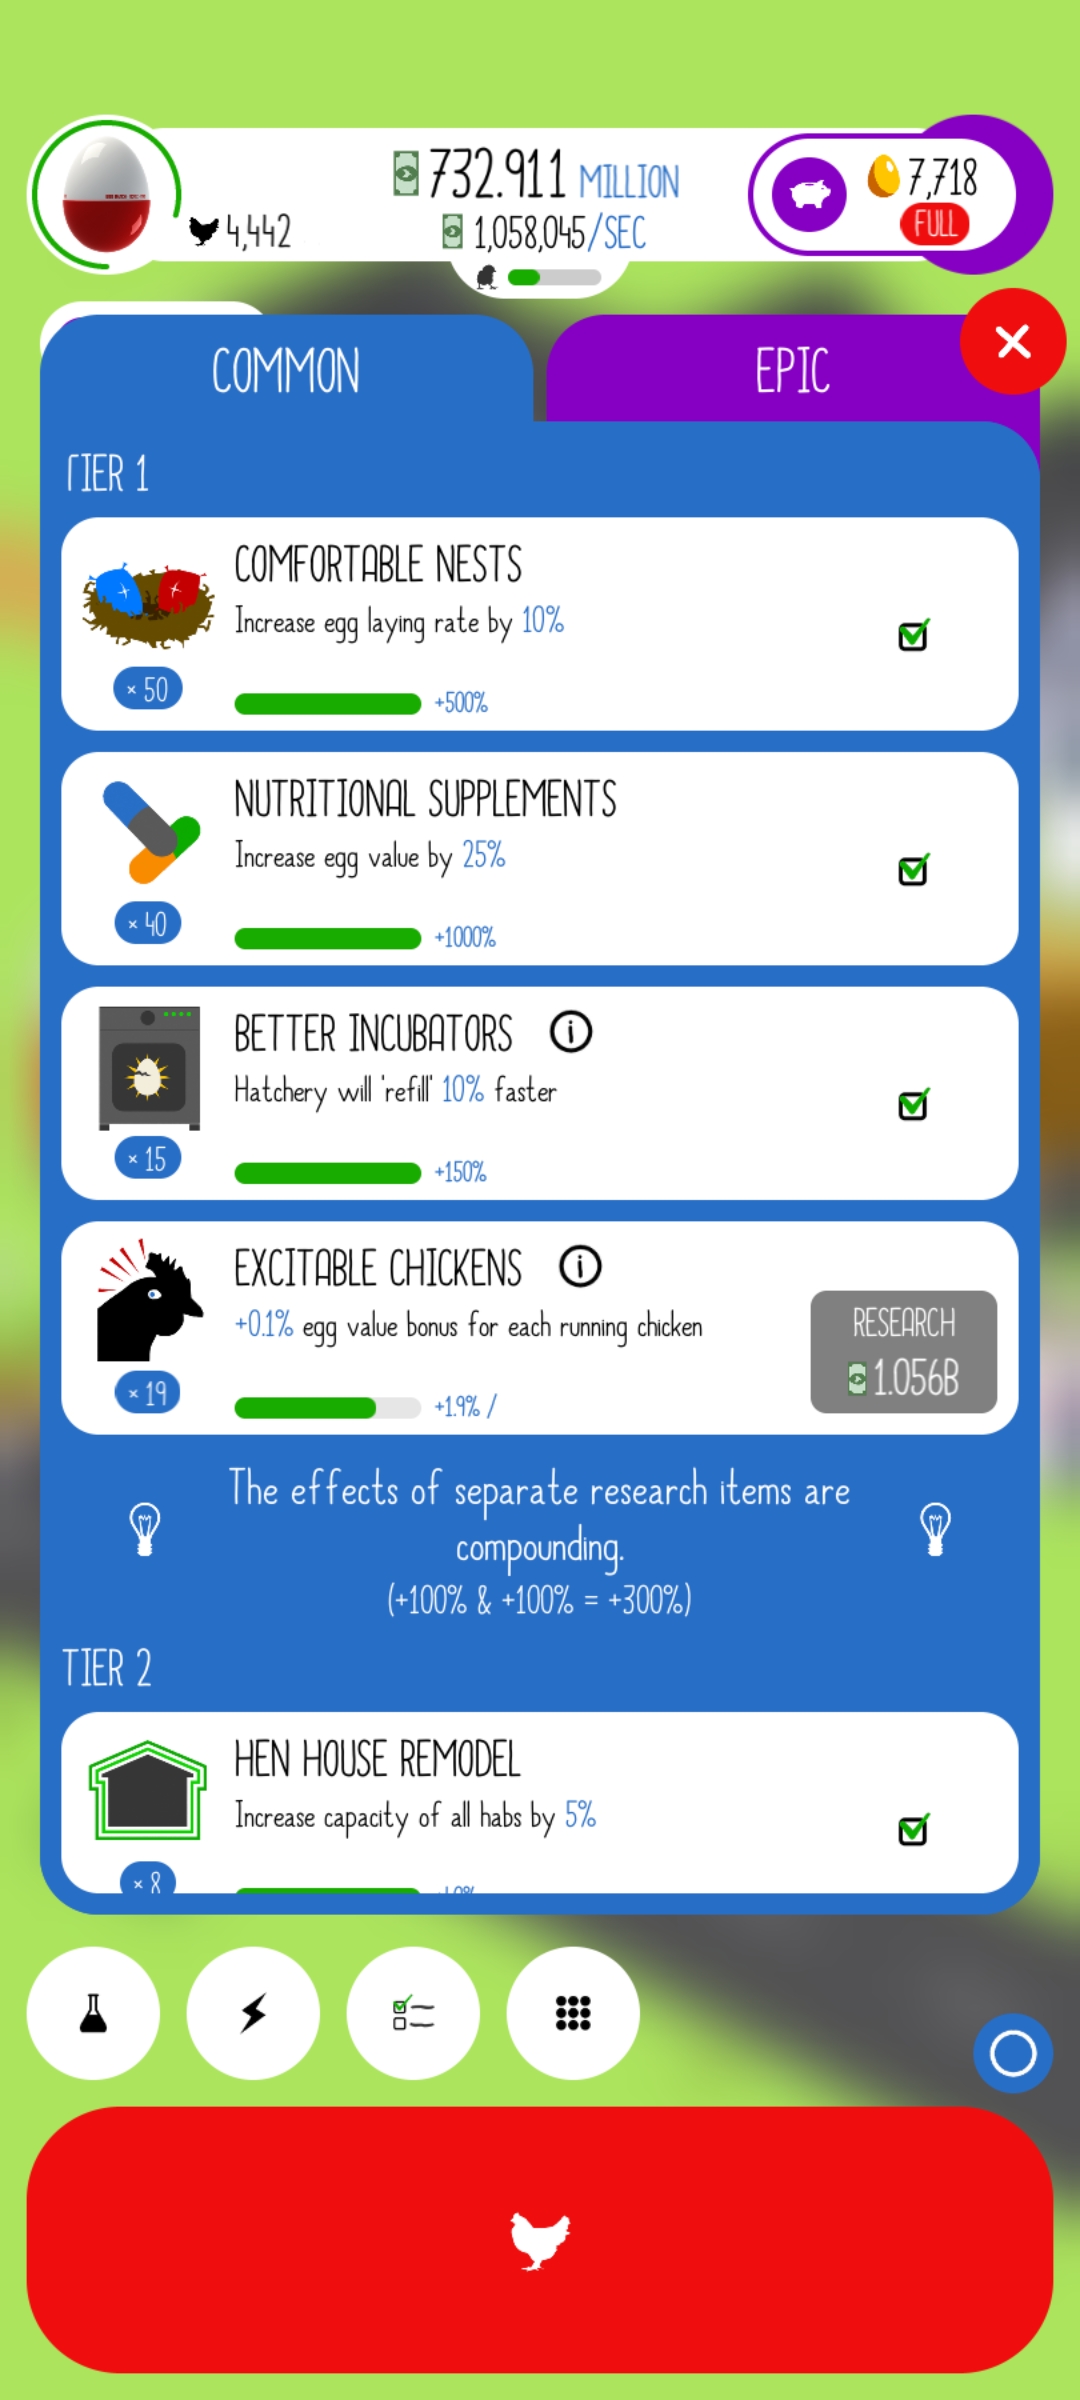 732.911 MILLION
7,718
4,442
1,058,045/SEC
FULL
COMMON
EPIC
TIER 1
COMFORTABLE NESTS
Increase egg laying rate by 10%
× 50
+500%
NUTRITIONAL SUPPLEMENTS
Increase egg value by 25%
× 40
+1000%
BETTER INCUBATORS
Hatchery will 'refill' 10% faster
× 15
+150%
EXCITABLE CHICKENS
+0.1% egg value bonus for each running chicken
RESEARCH
1.056B
× 19
+1.9% /
The effects of separate research items are
compounding.
(+100% & +100% = +300%)
TIER 2
HEN HOUSE REMODEL
Increase capacity of all habs by 5%
× 8